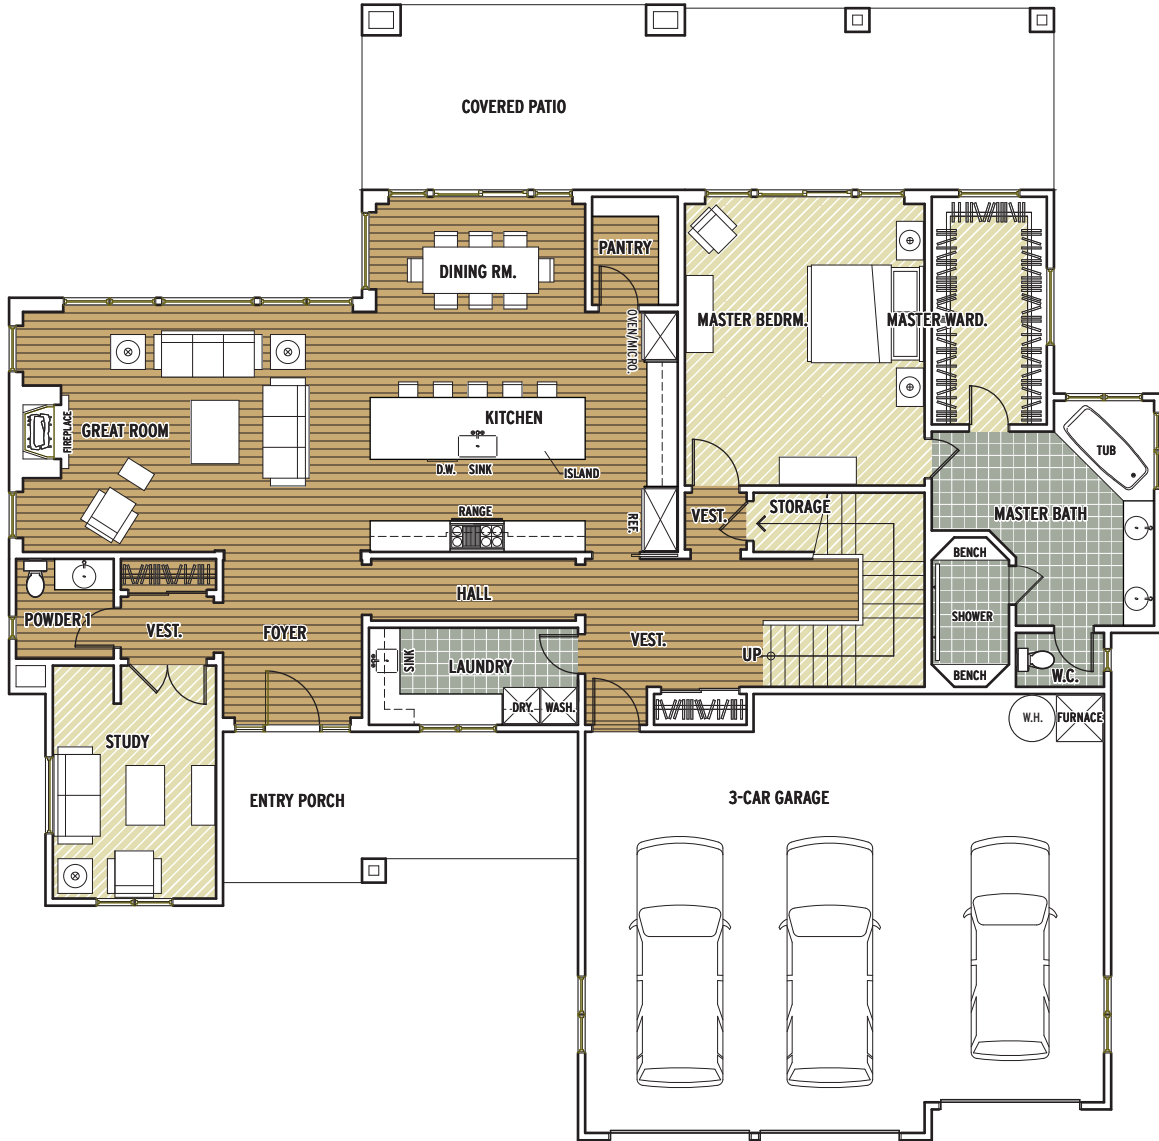 COVERED PATIO
PANTRY
DINING RM.
MASTER BEDRM.
MASTER WARD.
OVEN/MICRO.
FIREPLACE
GREAT ROOM
KITCHEN
D.W.
SINK
ISLAND
TUB
RANGE
REF.
VEST.
STORAGE
MASTER BATH
BENCH
HALL
POWDER 1
VEST.
FOYER
VEST.
SHOWER
UP
SINK
LAUNDRY
BENCH
W.C.
DRY.
WASH.
W.H.
FURNACE
STUDY
ENTRY PORCH
3-CAR GARAGE